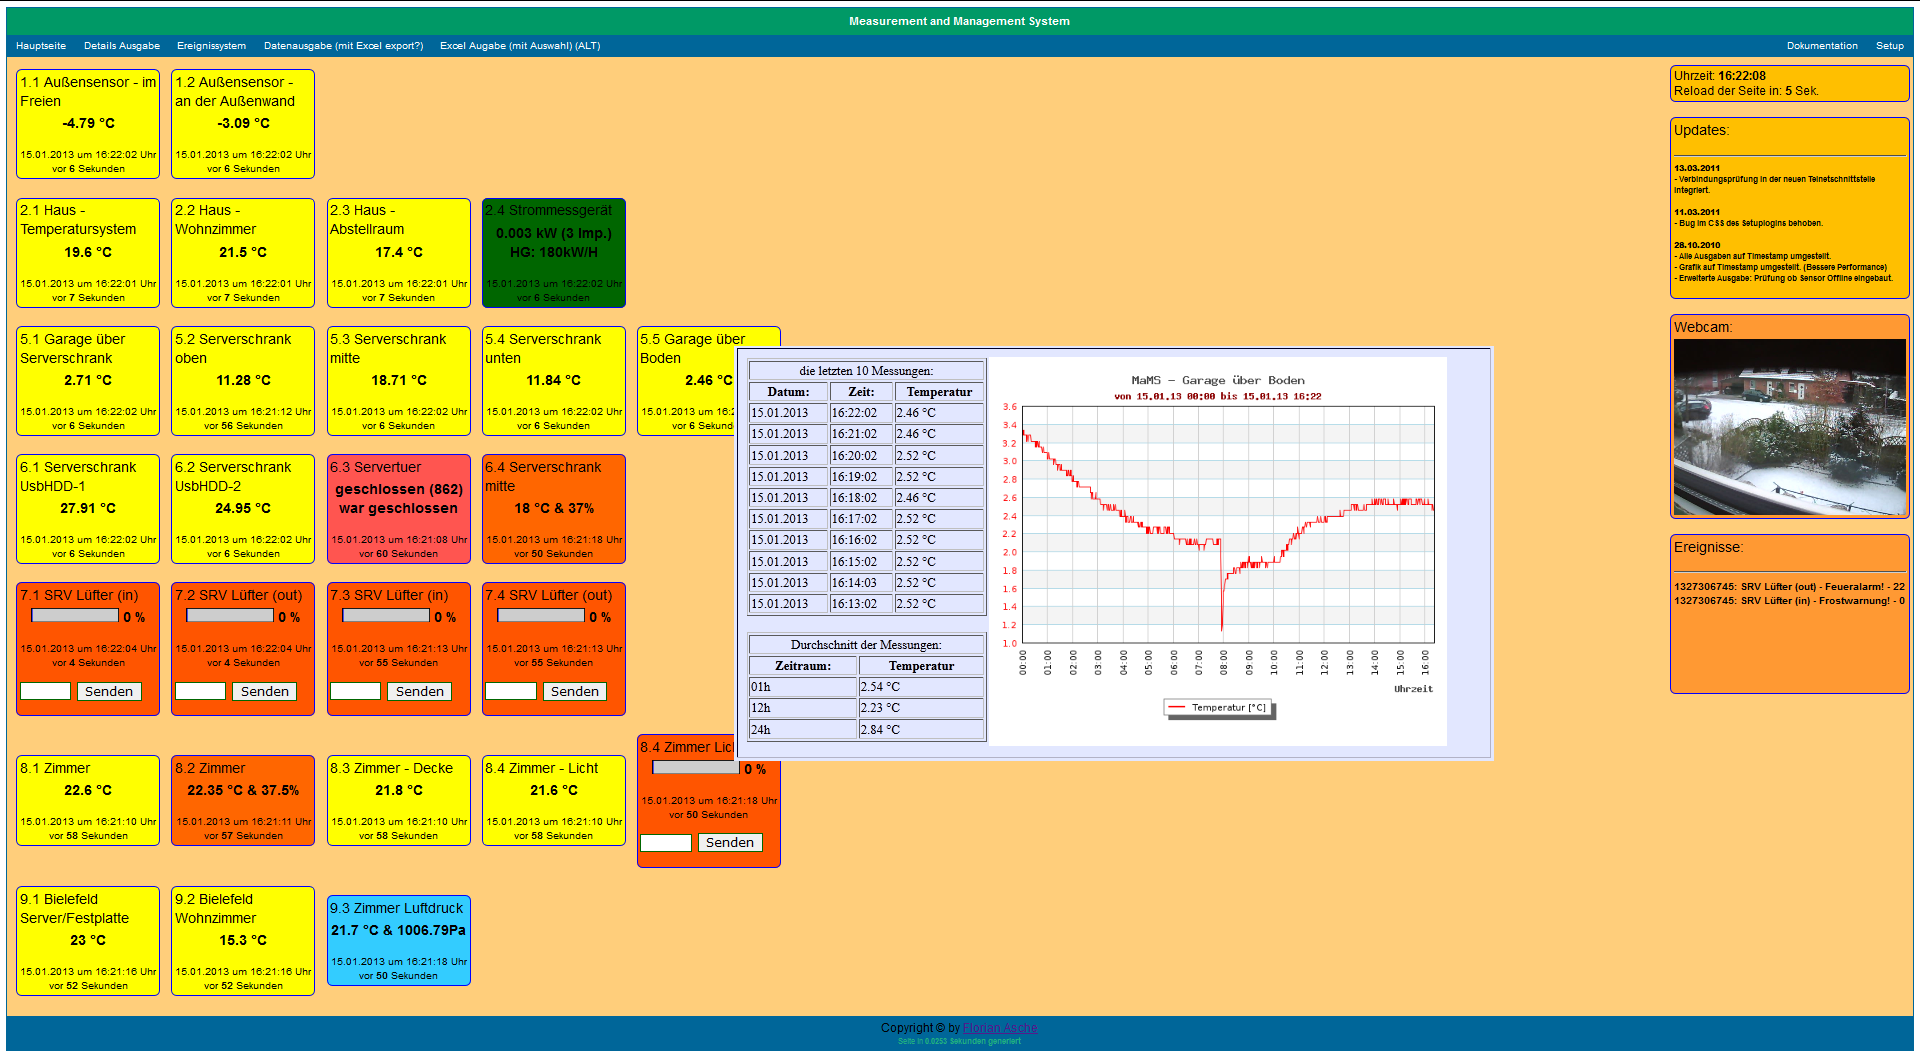 Measurement and Management System
Hauptseite Details Ausgabe Ereignissystem Datenausgabe (mit Excel export?) Excel Augabe (mit Auswahl) (ALT) Dokumentation Setup
1.1 Außensensor - im
Freien
-4.79 °C
15.01.2013 um 16:22:02 Uhr
vor 6 Sekunden
1.2 Außensensor -
an der Außenwand
-3.09 °C
15.01.2013 um 16:22:02 Uhr
vor 6 Sekunden
2.1 Haus -
Temperatursystem
19.6 °C
15.01.2013 um 16:22:01 Uhr
vor 7 Sekunden
2.2 Haus -
Wohnzimmer
21.5 °C
15.01.2013 um 16:22:01 Uhr
vor 7 Sekunden
2.3 Haus -
Abstellraum
17.4 °C
15.01.2013 um 16:22:01 Uhr
vor 7 Sekunden
2.4 Strommessgerät
0.003 kW (3 Imp.)
HG: 180kW/H
15.01.2013 um 16:22:02 Uhr
vor 6 Sekunden
5.1 Garage über
Serverschrank
2.71 °C
15.01.2013 um 16:22:02 Uhr
vor 6 Sekunden
5.2 Serverschrank
oben
11.28 °C
15.01.2013 um 16:21:12 Uhr
vor 56 Sekunden
5.3 Serverschrank
mitte
18.71 °C
15.01.2013 um 16:22:02 Uhr
vor 6 Sekunden
5.4 Serverschrank
unten
11.84 °C
15.01.2013 um 16:22:02 Uhr
vor 6 Sekunden
5.5 Garage über
Boden
2.46 °C
15.01.2013 um 16:2
vor 6 Sekun
6.1 Serverschrank
UsbHDD-1
27.91 °C
15.01.2013 um 16:22:02 Uhr
vor 6 Sekunden
6.2 Serverschrank
UsbHDD-2
24.95 °C
15.01.2013 um 16:22:02 Uhr
vor 6 Sekunden
6.3 Servertuer
geschlossen (862)
war geschlossen
15.01.2013 um 16:21:08 Uhr
vor 60 Sekunden
6.4 Serverschrank
mitte
18 °C & 37%
15.01.2013 um 16:21:18 Uhr
vor 50 Sekunden
7.1 SRV Lüfter (in)
0 %
15.01.2013 um 16:22:04 Uhr
vor 4 Sekunden
Senden
7.2 SRV Lüfter (out)
0 %
15.01.2013 um 16:22:04 Uhr
vor 4 Sekunden
Senden
7.3 SRV Lüfter (in)
0 %
15.01.2013 um 16:21:13 Uhr
vor 55 Sekunden
Senden
7.4 SRV Lüfter (out)
0 %
15.01.2013 um 16:21:13 Uhr
vor 55 Sekunden
Senden
8.1 Zimmer
22.6 °C
15.01.2013 um 16:21:10 Uhr
vor 58 Sekunden
8.2 Zimmer
22.35 °C & 37.5%
15.01.2013 um 16:21:11 Uhr
vor 57 Sekunden
8.3 Zimmer - Decke
21.8 °C
15.01.2013 um 16:21:10 Uhr
vor 58 Sekunden
8.4 Zimmer - Licht
21.6 °C
15.01.2013 um 16:21:10 Uhr
vor 58 Sekunden
8.4 Zimmer Lic
0 %
15.01.2013 um 16:21:18 Uhr
vor 50 Sekunden
Senden
9.1 Bielefeld
Server/Festplatte
23 °C
15.01.2013 um 16:21:16 Uhr
vor 52 Sekunden
9.2 Bielefeld
Wohnzimmer
15.3 °C
15.01.2013 um 16:21:16 Uhr
vor 52 Sekunden
9.3 Zimmer Luftdruck
21.7 °C & 1006.79Pa
15.01.2013 um 16:21:18 Uhr
vor 50 Sekunden
die letzten 10 Messungen:
Datum: Zeit: Temperatur
15.01.2013 16:22:02 2.46 °C
15.01.2013 16:21:02 2.46 °C
15.01.2013 16:20:02 2.52 °C
15.01.2013 16:19:02 2.52 °C
15.01.2013 16:18:02 2.46 °C
15.01.2013 16:17:02 2.52 °C
15.01.2013 16:16:02 2.52 °C
15.01.2013 16:15:02 2.52 °C
15.01.2013 16:14:03 2.52 °C
15.01.2013 16:13:02 2.52 °C
Durchschnitt der Messungen:
Zeitraum: Temperatur
01h 2.54 °C
12h 2.23 °C
24h 2.84 °C
MaMS - Garage über Boden
von 15.01.13 00:00 bis 15.01.13 16:22
3.6
3.4
3.2
3.0
2.8
2.6
2.4
2.2
2.0
1.8
1.6
1.4
1.2
1.0
00:00 01:00 02:00 03:00 04:00 05:00 06:00 07:00 08:00 09:00 10:00 11:00 12:00 13:00 14:00 15:00 16:00
Uhrzeit
Temperatur [°C]
Uhrzeit: 16:22:08
Reload der Seite in: 5 Sek.
Updates:
13.03.2011
- Verbindungsprüfung in der neuen Telnetschnittstelle
integriert.
11.03.2011
- Bug im CSS des Setuplogins behoben.
28.10.2010
- Alle Ausgaben auf Timestamp umgestellt.
- Grafik auf Timestamp umgestellt. (Bessere Performance)
- Erweiterte Ausgabe: Prüfung ob Sensor Offline eingebaut.
Webcam:
Ereignisse:
1327306745: SRV Lüfter (out) - Feueralarm! - 22
1327306745: SRV Lüfter (in) - Frostwarnung! - 0
Copyright © by Florian Asche
Seite in 0.0253 Sekunden generiert